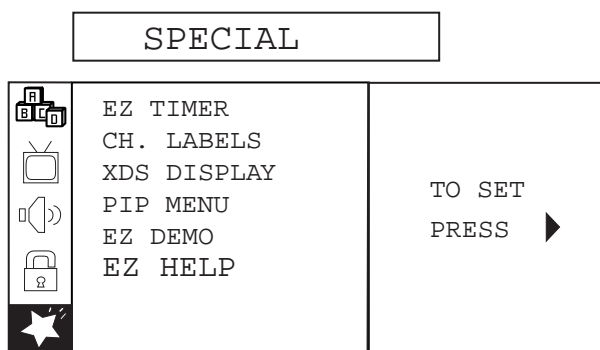 SPECIAL
A
B C D
EZ TIMER
CH. LABELS
XDS DISPLAY
PIP MENU
EZ DEMO
EZ HELP
TO SET
PRESS